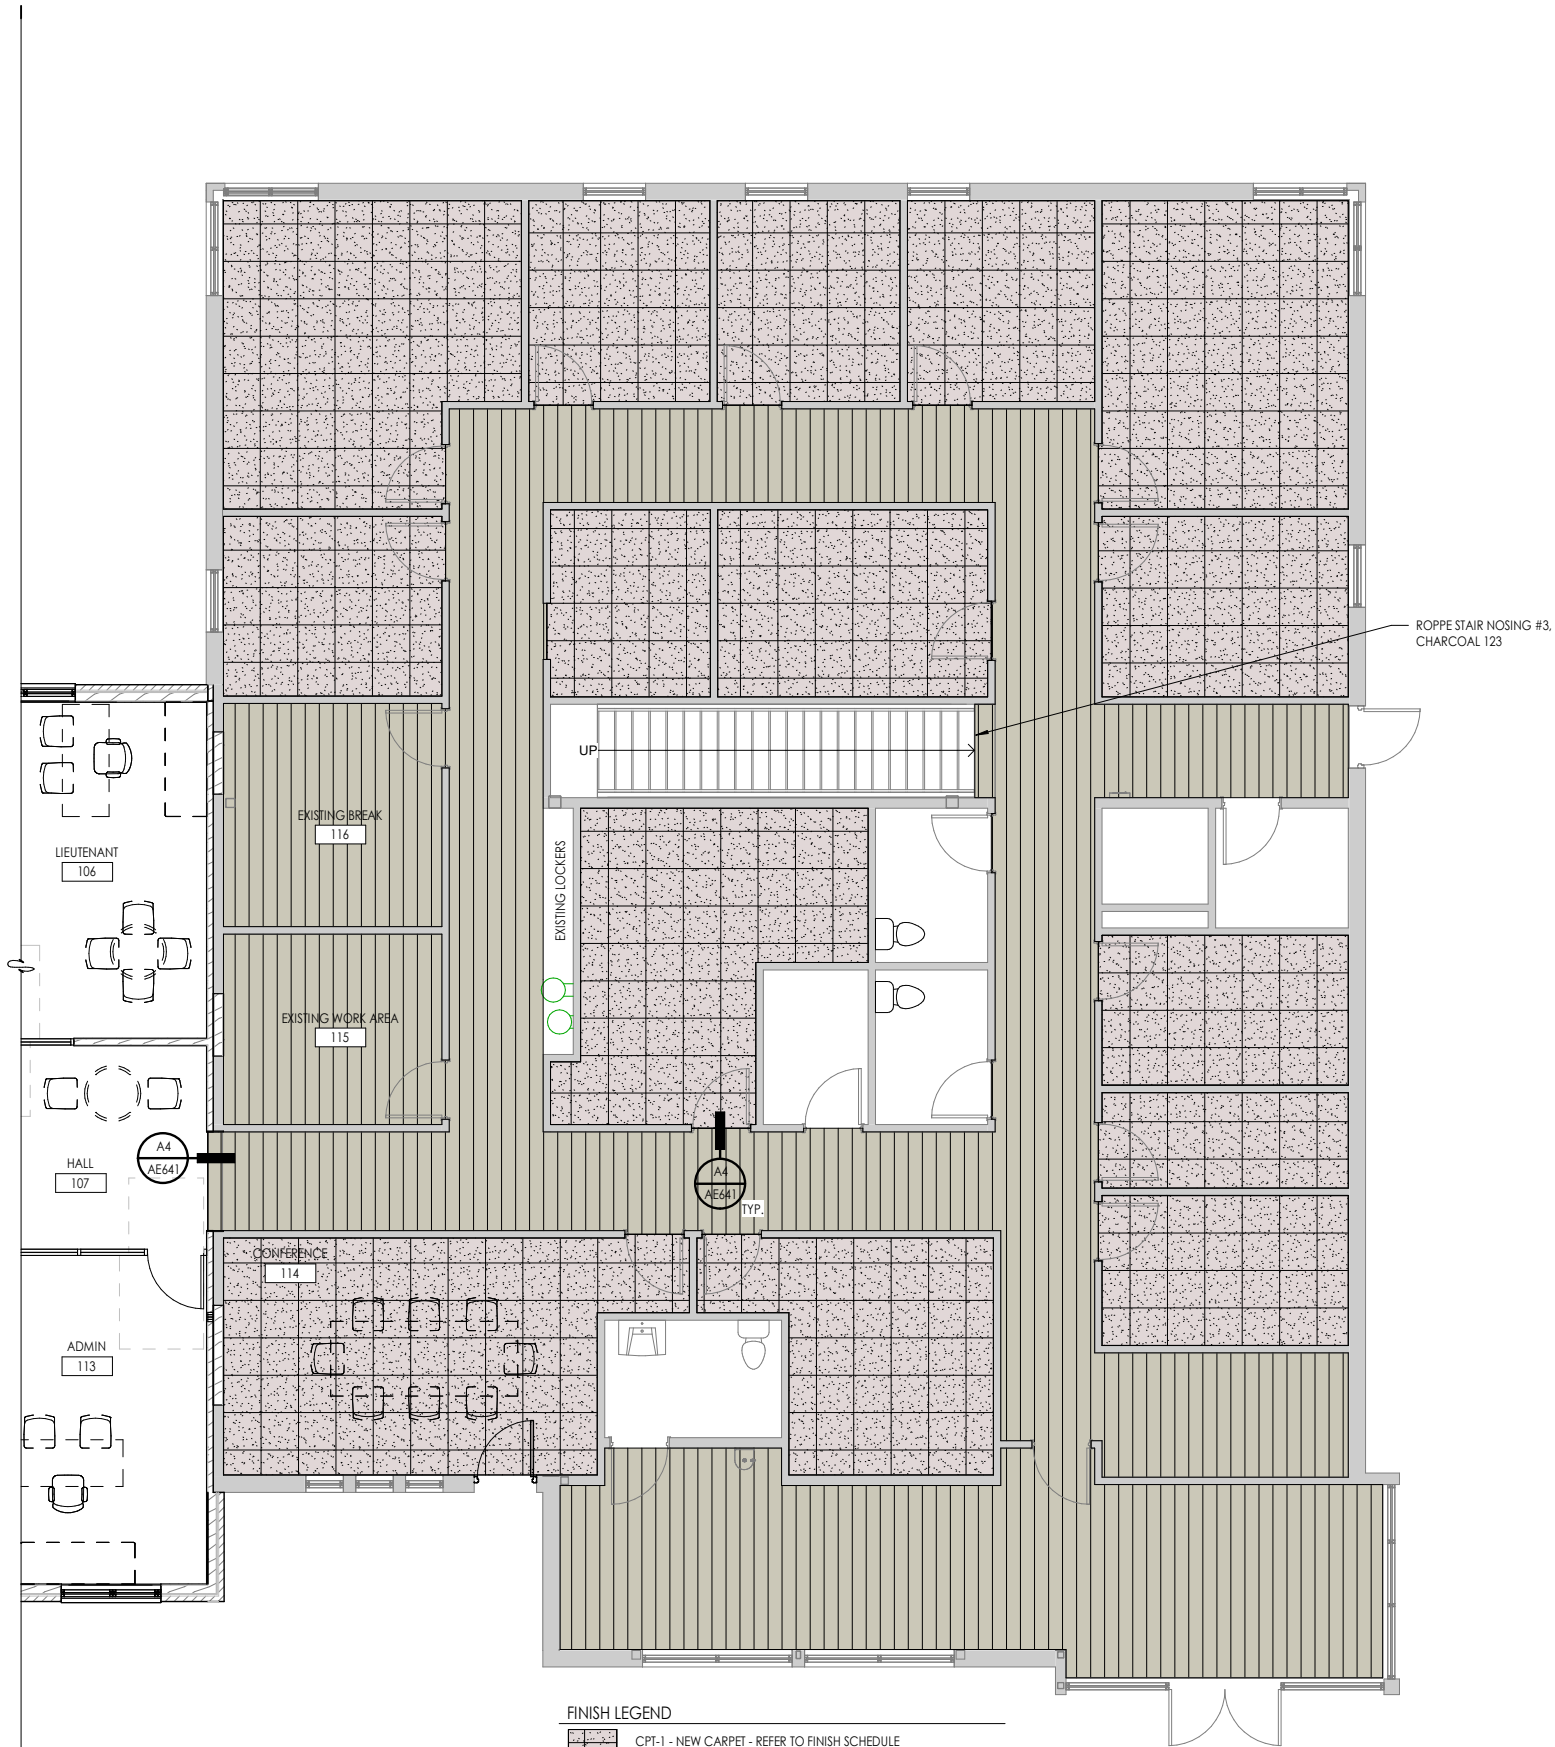 ROPPE STAIR NOSING #3,
CHARCOAL 123
UP
EXISTING BREAK
116
LIEUTENANT
106
EXISTING LOCKERS
EXISTING WORK AREA
115
A4
AE641
HALL
107
A4
AE641
TYP.
CONFERENCE
114
ADMIN
113
FINISH LEGEND
CPT-1 - NEW CARPET - REFER TO FINISH SCHEDULE